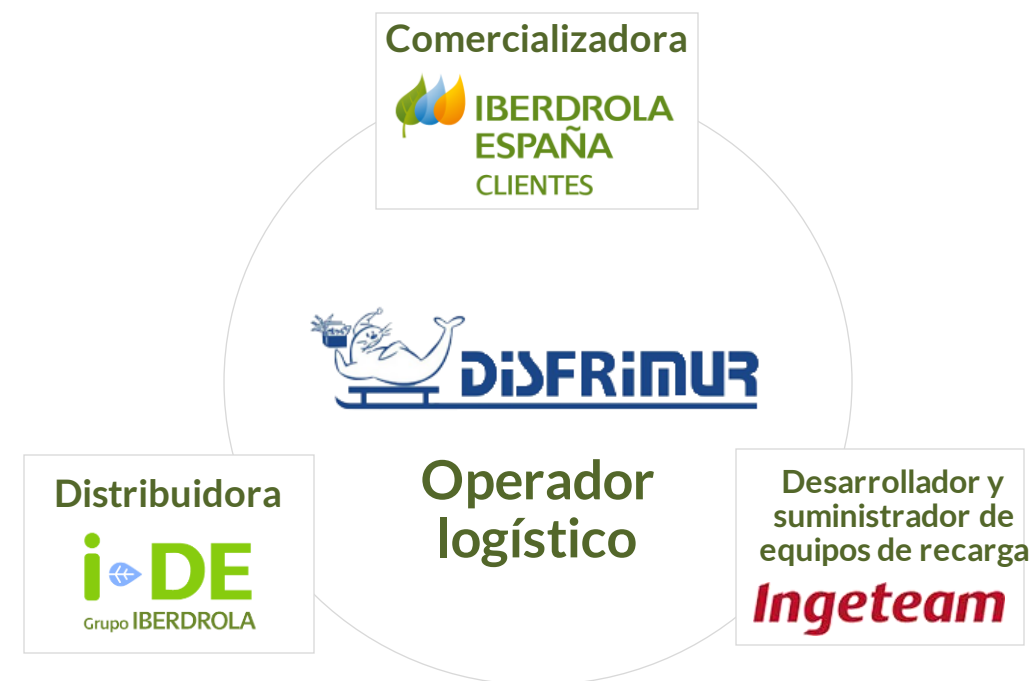 Comercializadora
IBERDROLA
ESPAÑA
CLIENTES
DiSFRiMUR
Operador
logístico
Distribuidora
i-DE
Grupo IBERDROLA
Desarrollador y
suministrador de
equipos de recarga
Ingeteam